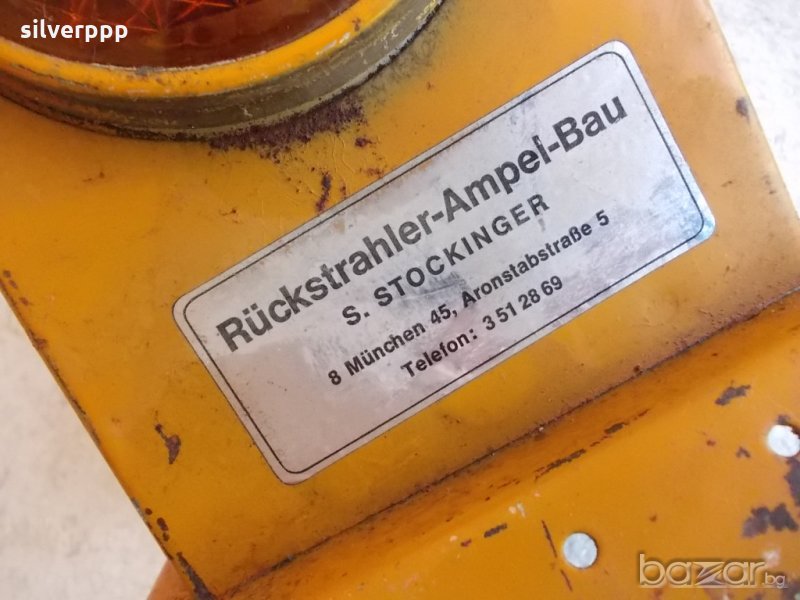 silverppp
Rückstrahler-Ampel-Bau
S. STOCKINGER
8 München 45, Aronstabstraße 5
Telefon: 3 51 28 69
bazar.bg